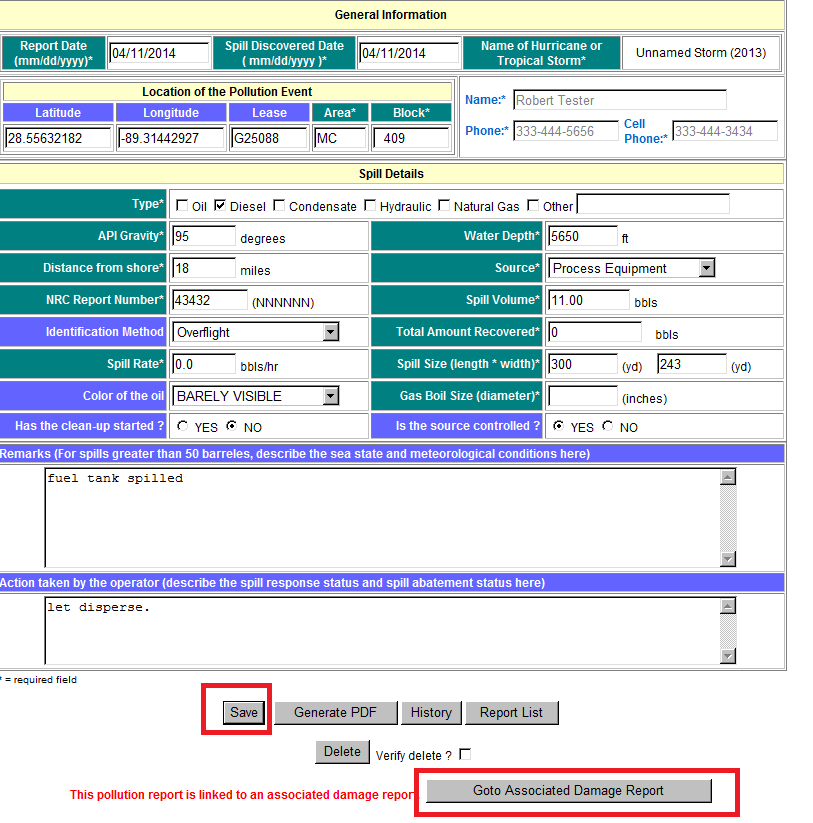 General Information
Report Date (mm/dd/yyyy)* 04/11/2014 Spill Discovered Date ( mm/dd/yyyy )* 04/11/2014 Name of Hurricane or Tropical Storm* Unnamed Storm (2013)
Location of the Pollution Event
Latitude Longitude Lease Area* Block*
28.55632182 -89.31442927 G25088 MC 409
Name:* Robert Tester
Phone:* 333-444-5656 Cell Phone:* 333-444-3434
Spill Details
Type* Oil Diesel Condensate Hydraulic Natural Gas Other
API Gravity* 95 degrees Water Depth* 5650 ft
Distance from shore* 18 miles Source* Process Equipment
NRC Report Number* 43432 (NNNNNN) Spill Volume* 11.00 bbls
Identification Method Overflight Total Amount Recovered* 0 bbls
Spill Rate* 0.0 bbls/hr Spill Size (length * width)* 300 (yd) 243 (yd)
Color of the oil BARELY VISIBLE Gas Boil Size (diameter)* (inches)
Has the clean-up started ? YES NO Is the source controlled ? YES NO
Remarks (For spills greater than 50 barreles, describe the sea state and meteorological conditions here)
fuel tank spilled
Action taken by the operator (describe the spill response status and spill abatement status here)
let disperse.
* = required field
Save Generate PDF History Report List
Delete Verify delete ?
This pollution report is linked to an associated damage repor Goto Associated Damage Report